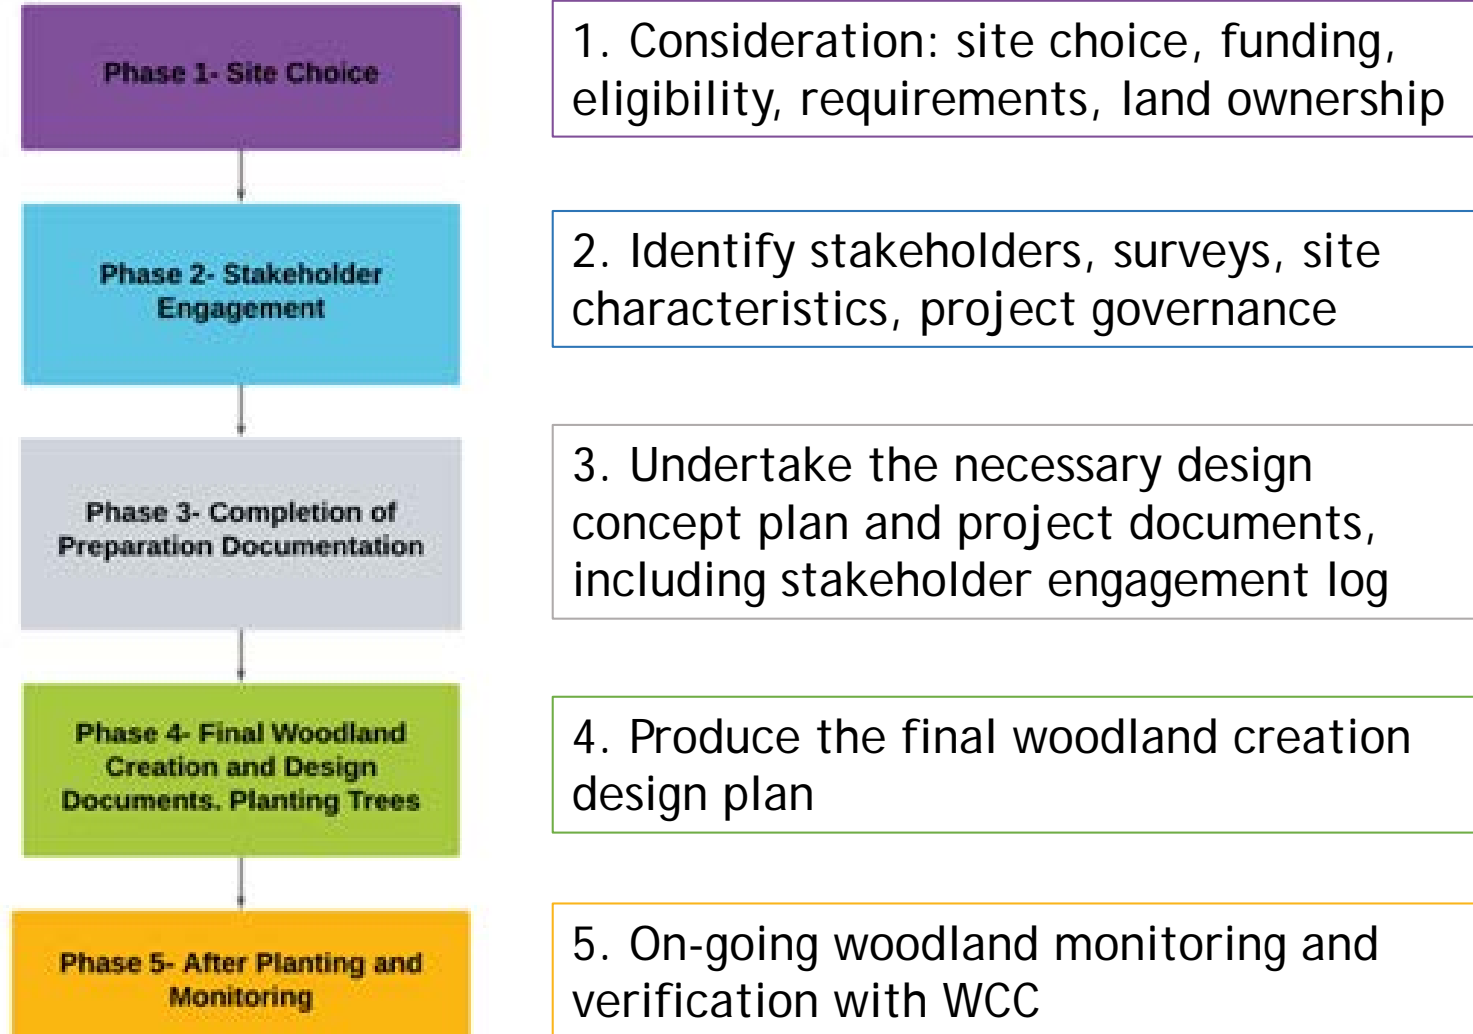 Phase 1- Site Choice
1. Consideration: site choice, funding,
eligibility, requirements, land ownership
Phase 2- Stakeholder
Engagement
2. Identify stakeholders, surveys, site
characteristics, project governance
Phase 3- Completion of
Preparation Documentation
3. Undertake the necessary design
concept plan and project documents,
including stakeholder engagement log
Phase 4- Final Woodland
Creation and Design
Documents. Planting Trees
4. Produce the final woodland creation
design plan
Phase 5- After Planting and
Monitoring
5. On-going woodland monitoring and
verification with WCC